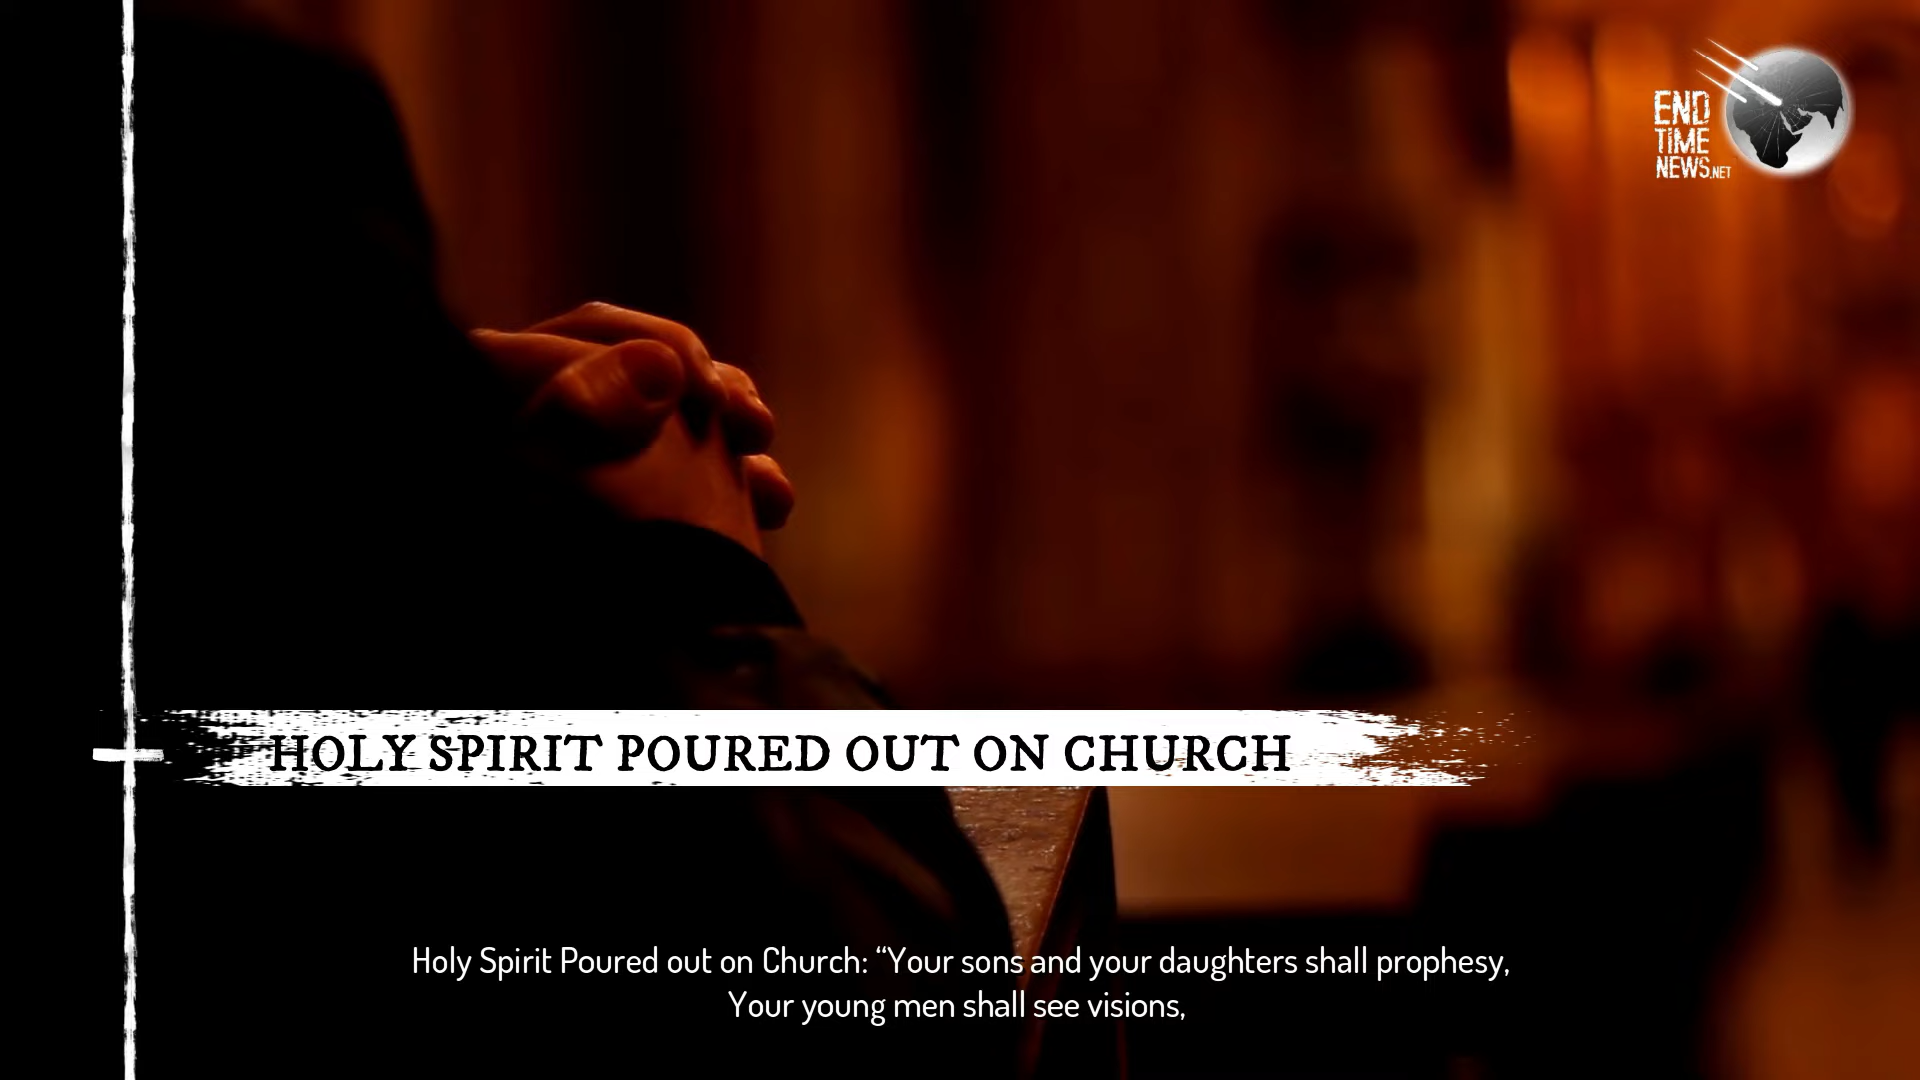 END
TIME
NEWS.NET
HOLY SPIRIT POURED OUT ON CHURCH
Holy Spirit Poured out on Church: “Your sons and your daughters shall prophesy,
Your young men shall see visions,